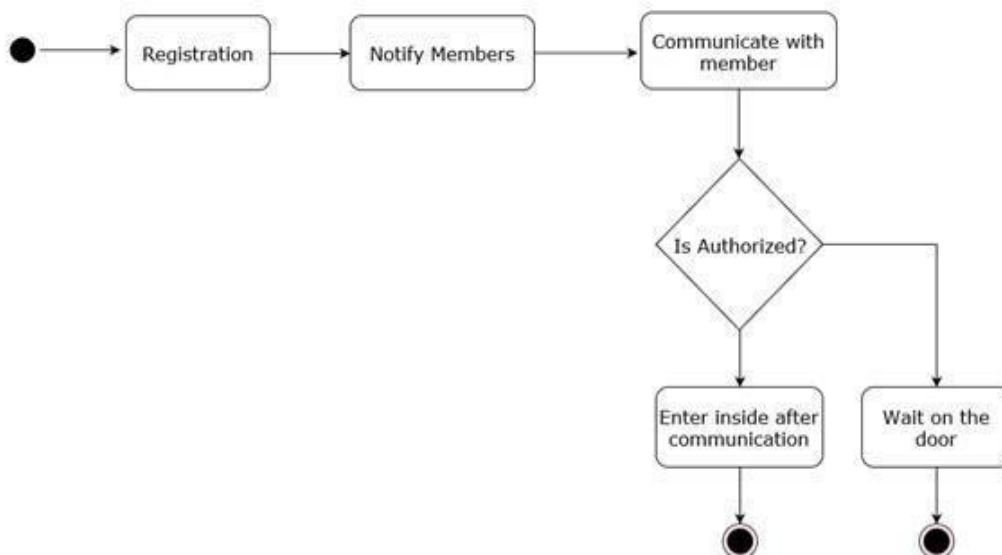 Registration
Notify Members
Communicate with
member
Is Authorized?
Enter inside after
communication
Wait on the
door